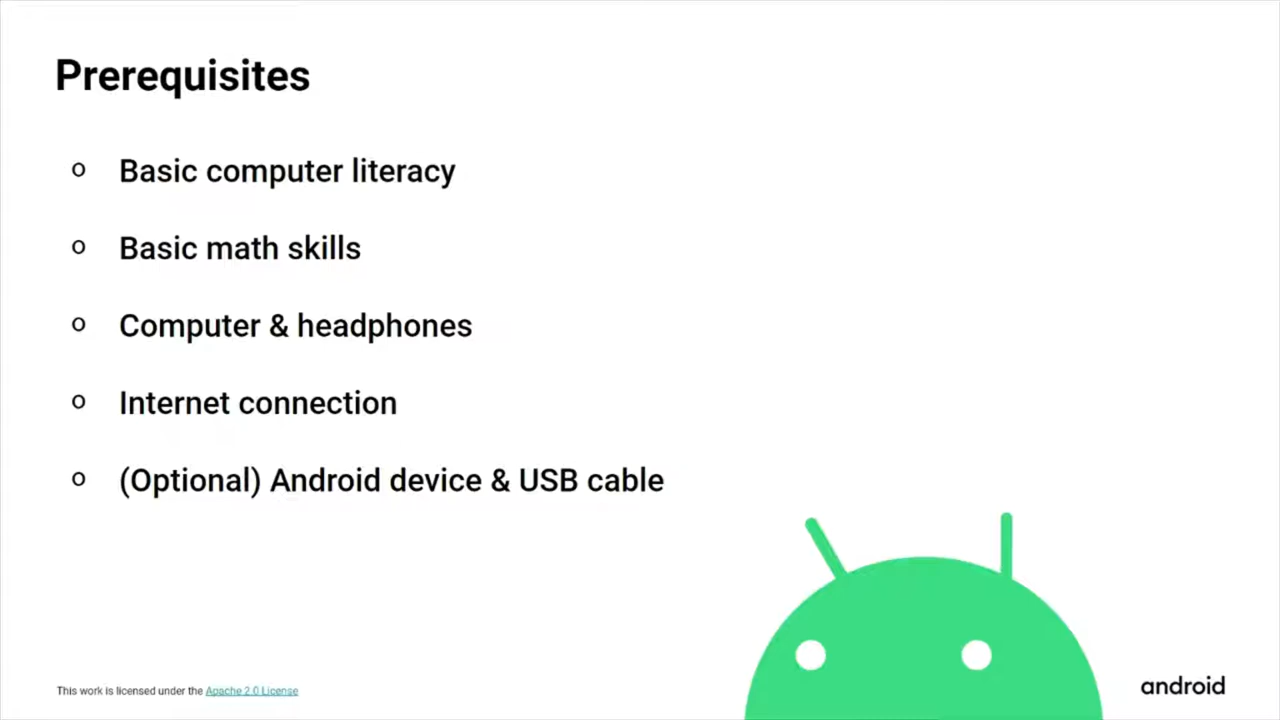 Prerequisites
o Basic computer literacy
o Basic math skills
o Computer & headphones
o Internet connection
o (Optional) Android device & USB cable
This work is licensed under the Apache 2.0 License
android